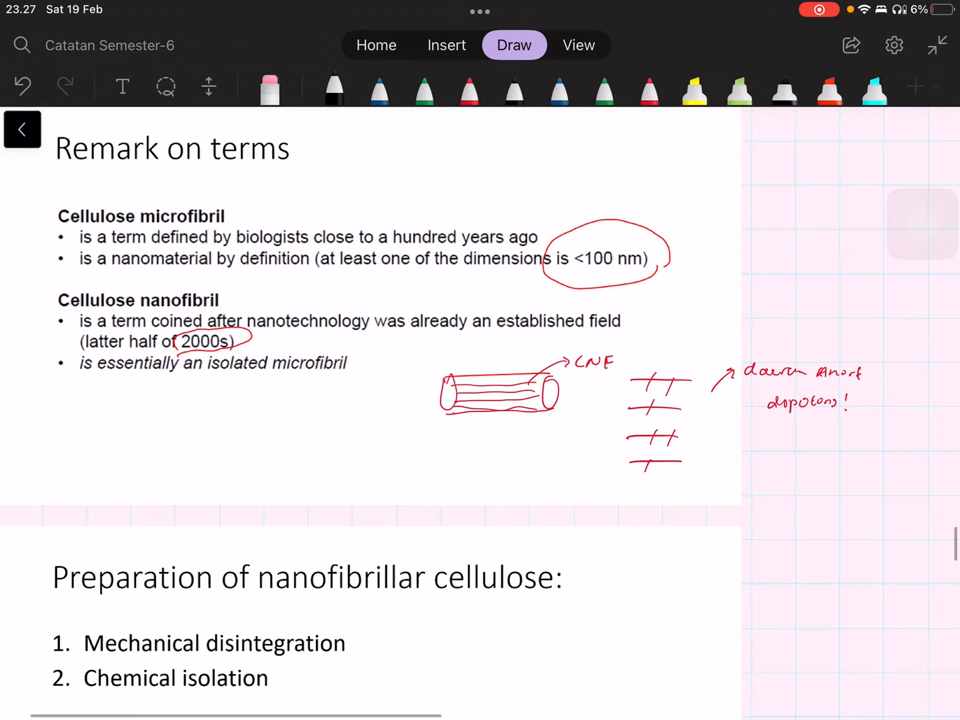 23.27 Sat 19 Feb
6%
Catatan Semester-6
Home Insert Draw View
Remark on terms
Cellulose microfibril
• is a term defined by biologists close to a hundred years ago
• is a nanomaterial by definition (at least one of the dimensions is <100 nm)
Cellulose nanofibril
• is a term coined after nanotechnology was already an established field
(latter half of 2000s)
• is essentially an isolated microfibril
CNF
daerah Amorf
dipotong!
Preparation of nanofibrillar cellulose:
1. Mechanical disintegration
2. Chemical isolation